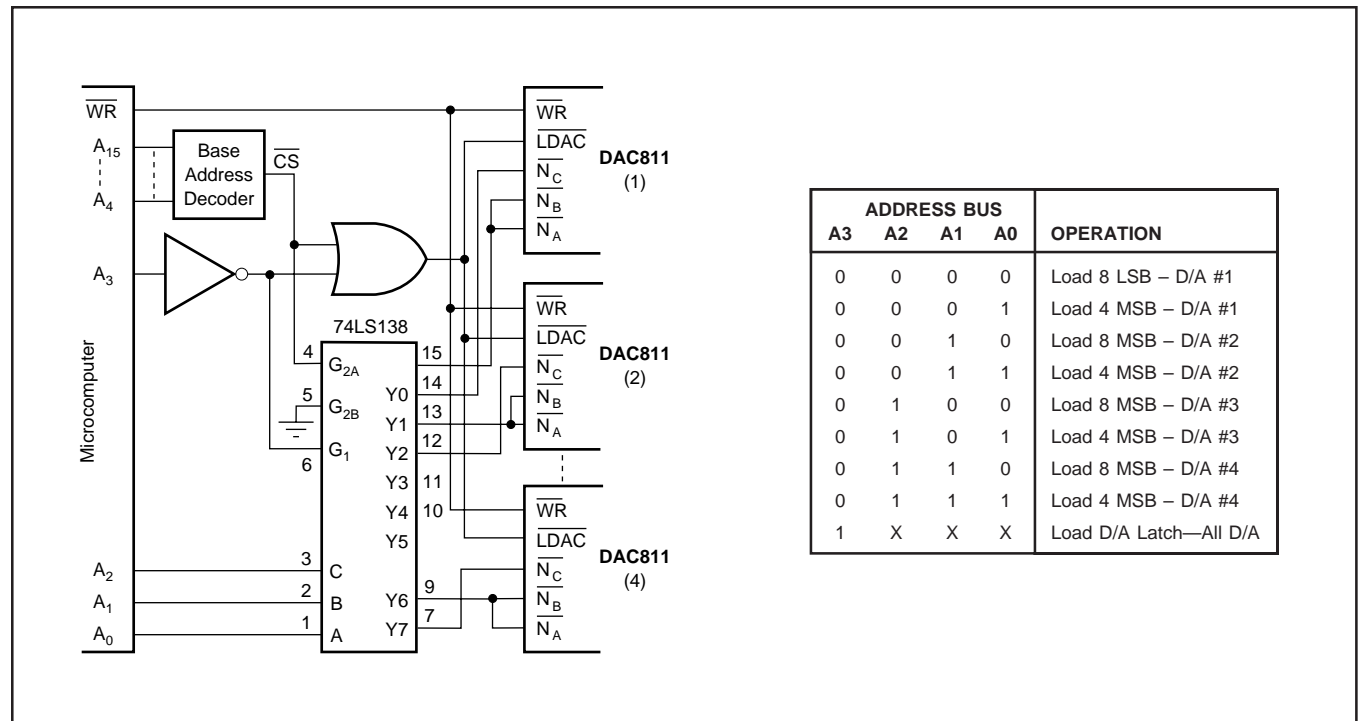 WR
A15
A4
Base
Address
Decoder
CS
A3
Microcomputer
A2
A1
A0
74LS138
4 G2A
5 G2B
6 G1
3 C
2 B
1 A
15
Y0 14
Y1 13
Y2 12
Y3 11
Y4 10
Y5
Y6 9
Y7 7
WR
LDAC
NC
NB
NA
DAC811
(1)
WR
LDAC
NC
NB
NA
DAC811
(2)
WR
LDAC
NC
NB
NA
DAC811
(4)
ADDRESS BUS
A3 A2 A1 A0 OPERATION
0 0 0 0 Load 8 LSB – D/A #1
0 0 0 1 Load 4 MSB – D/A #1
0 0 1 0 Load 8 MSB – D/A #2
0 0 1 1 Load 4 MSB – D/A #2
0 1 0 0 Load 8 MSB – D/A #3
0 1 0 1 Load 4 MSB – D/A #3
0 1 1 0 Load 8 MSB – D/A #4
0 1 1 1 Load 4 MSB – D/A #4
1 X X X Load D/A Latch—All D/A